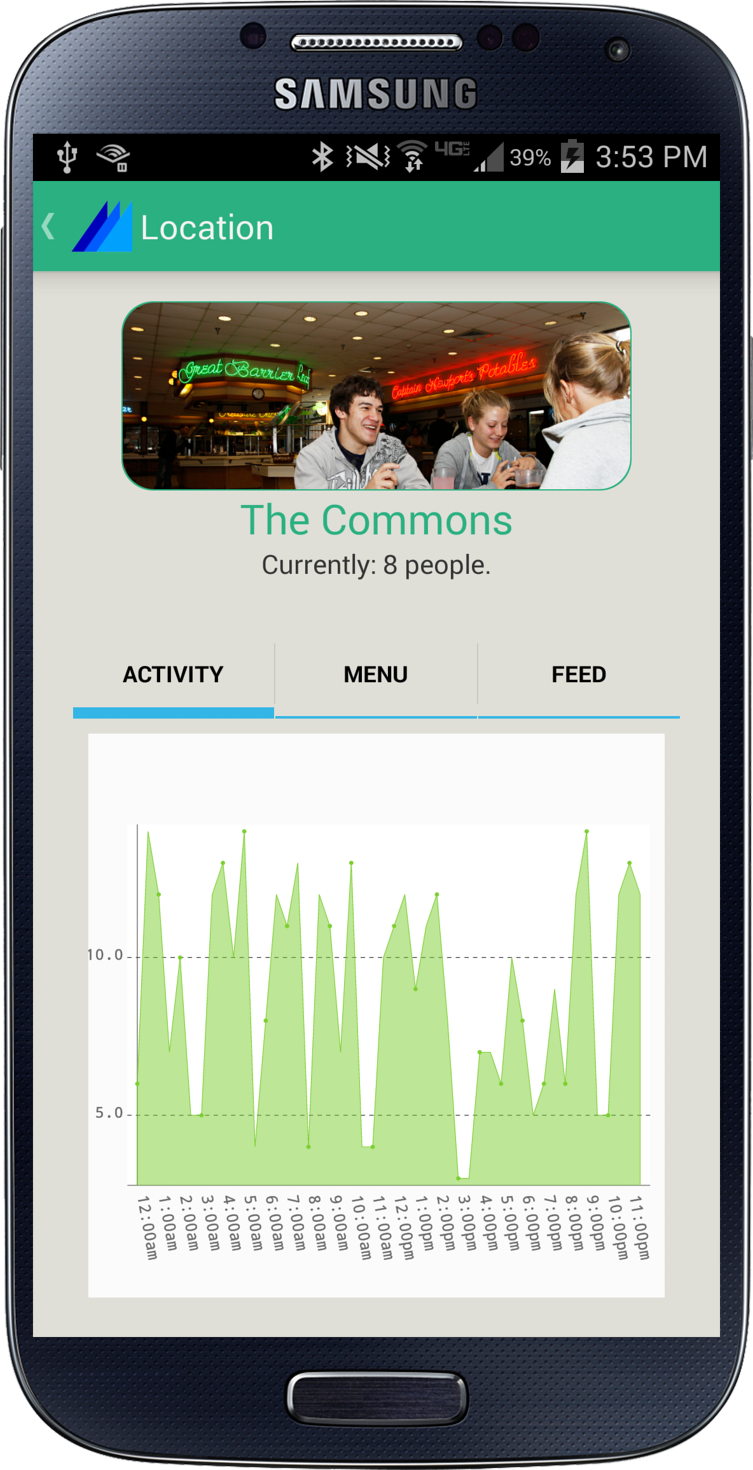 SAMSUNG
4G LTE 39% 3:53 PM
Location
Great Barrier
Captain Newport's Potables
The Commons
Currently: 8 people.
ACTIVITY MENU FEED
10.0
5.0
12:00am 1:00am 2:00am 3:00am 4:00am 5:00am 6:00am 7:00am 8:00am 9:00am 10:00am 11:00am 12:00pm 1:00pm 2:00pm 3:00pm 4:00pm 5:00pm 6:00pm 7:00pm 8:00pm 9:00pm 10:00pm 11:00pm